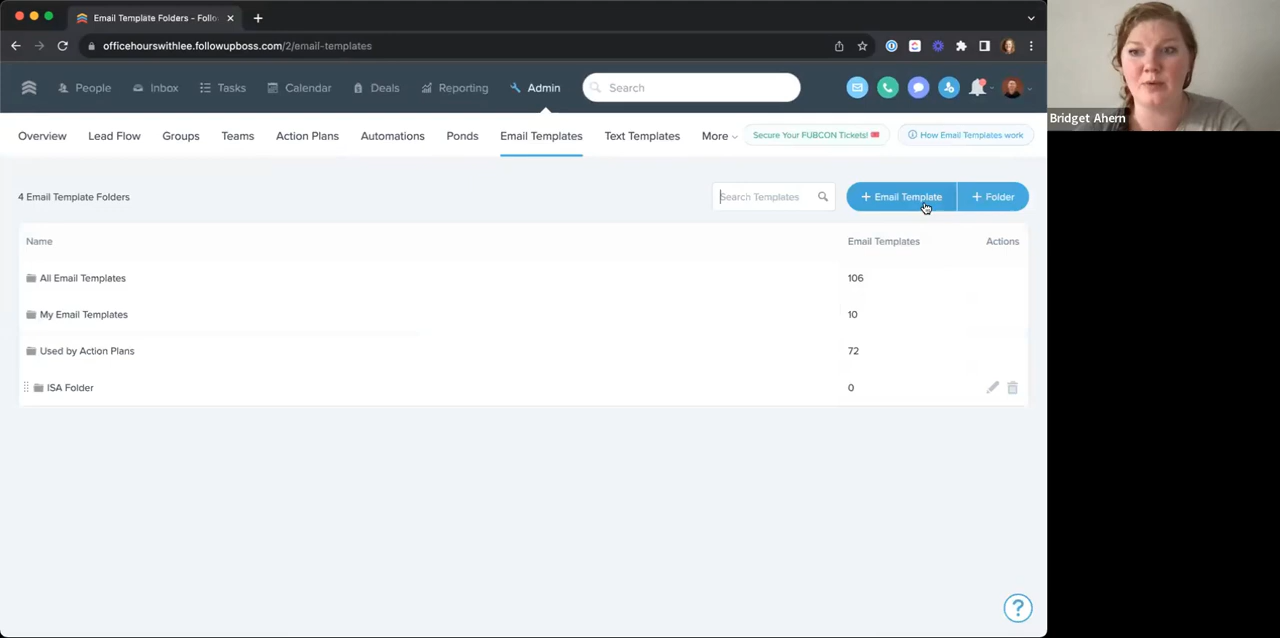 Email Template Folders - Follo
officehourswithlee.followupboss.com/2/email-templates
People Inbox Tasks Calendar Deals Reporting Admin Search
Overview Lead Flow Groups Teams Action Plans Automations Ponds Email Templates Text Templates More Secure Your FUBCON Tickets! How Email Templates work
4 Email Template Folders Search Templates + Email Template + Folder
Name Email Templates Actions
All Email Templates 106
My Email Templates 10
Used by Action Plans 72
ISA Folder 0
?
Bridget Ahern